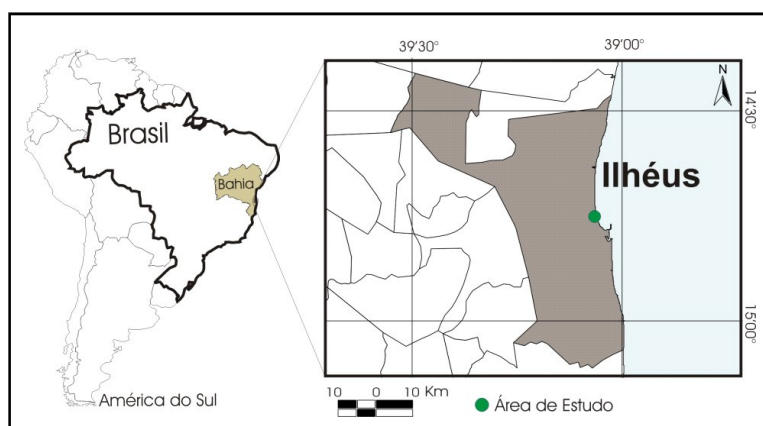 Brasil
Bahia
América do Sul
39'30°
39'00°
N
14'30°
Ilhéus
15'00°
10 0 10 Km
Área de Estudo